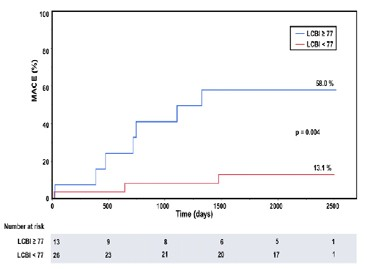 100
80
60
40
20
0
MACE (%)
LCBI ≥ 77
LCBI < 77
58.0 %
p = 0.004
13.1 %
0 500 1000 1500 2000 2500
Time (days)
Number at risk
LCBI ≥ 77 13 9 8 6 5 1
LCBI < 77 26 23 21 20 17 1